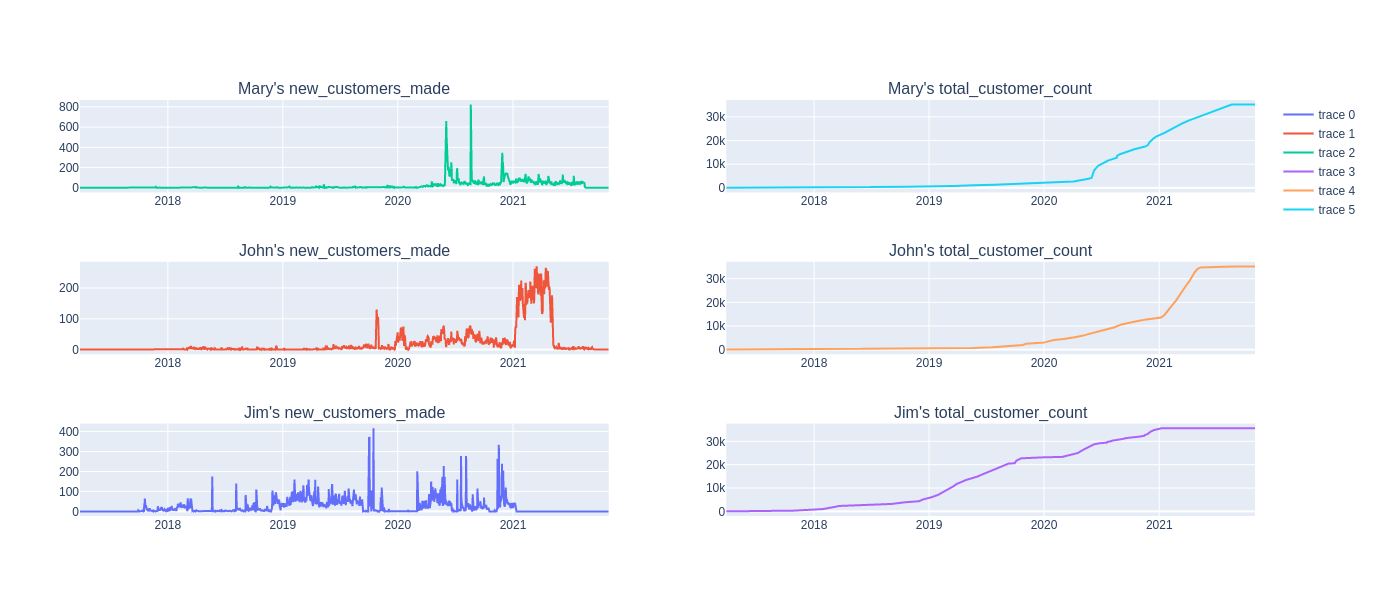 Mary's new_customers_made
800
600
400
200
0
2018 2019 2020 2021
Mary's total_customer_count
30k
20k
10k
0
2018 2019 2020 2021
trace 0
trace 1
trace 2
trace 3
trace 4
trace 5
John's new_customers_made
200
100
0
2018 2019 2020 2021
John's total_customer_count
30k
20k
10k
0
2018 2019 2020 2021
Jim's new_customers_made
400
300
200
100
0
2018 2019 2020 2021
Jim's total_customer_count
30k
20k
10k
0
2018 2019 2020 2021